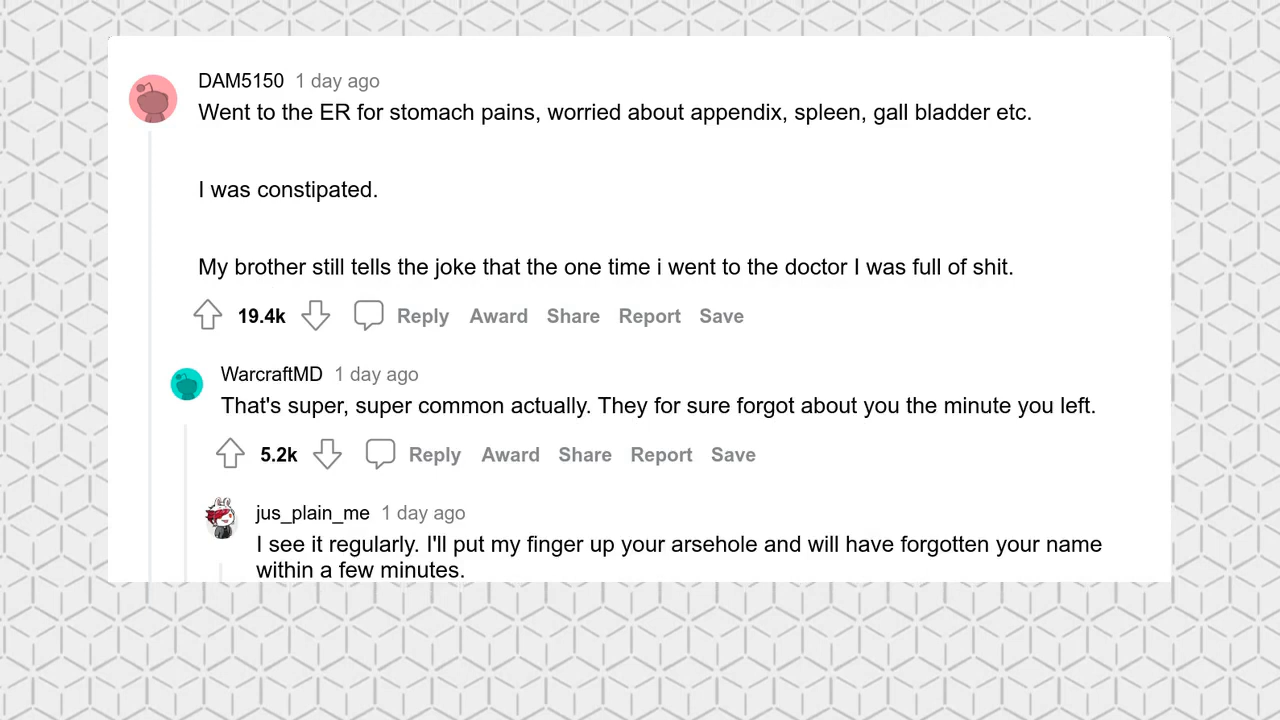 DAM5150 1 day ago
Went to the ER for stomach pains, worried about appendix, spleen, gall bladder etc.
I was constipated.
My brother still tells the joke that the one time i went to the doctor I was full of shit.
19.4k Reply Award Share Report Save
WarcraftMD 1 day ago
That's super, super common actually. They for sure forgot about you the minute you left.
5.2k Reply Award Share Report Save
jus_plain_me 1 day ago
I see it regularly. I'll put my finger up your arsehole and will have forgotten your name
within a few minutes.